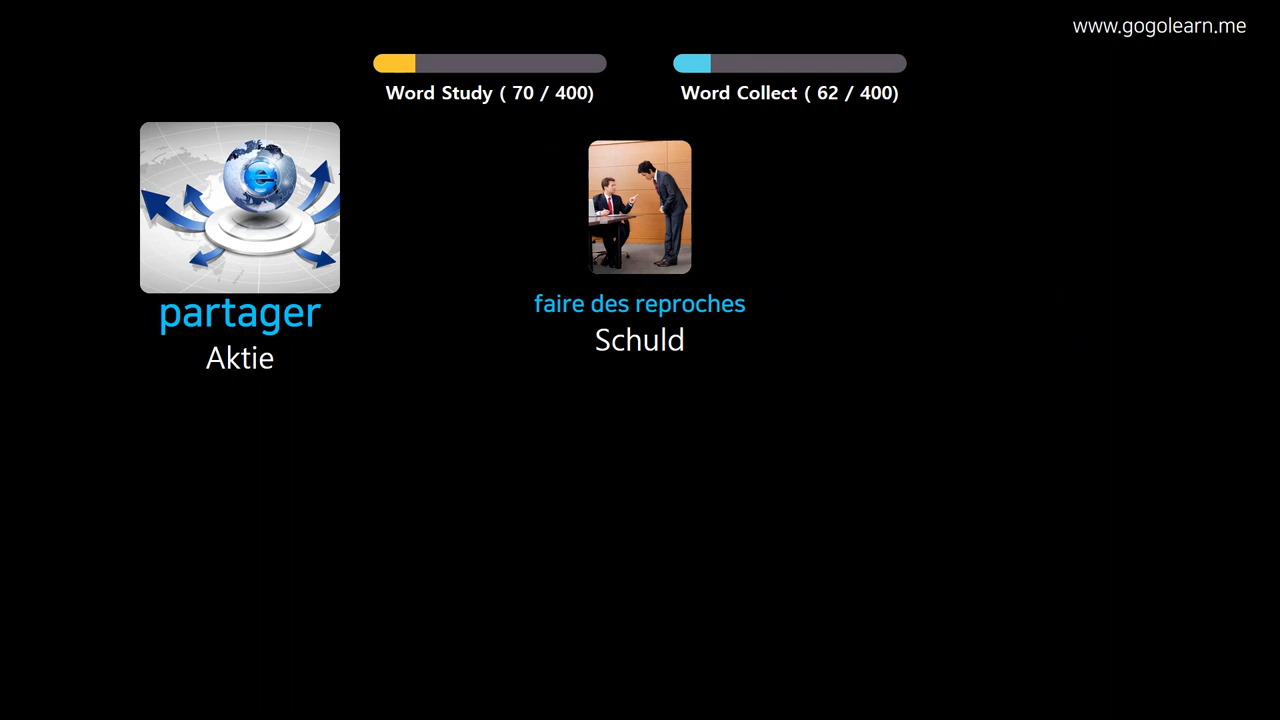 www.gogolearn.me
Word Study ( 70 / 400)
Word Collect ( 62 / 400)
e
partager
Aktie
faire des reproches
Schuld